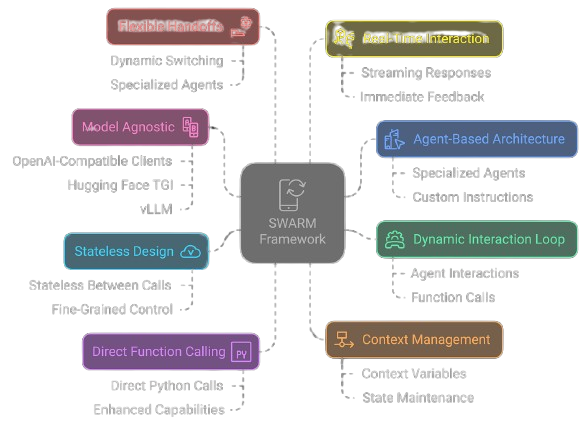 Flexible Handoffs
Dynamic Switching
Specialized Agents
Model Agnostic
OpenAI-Compatible Clients
Hugging Face TGI
vLLM
Stateless Design
Stateless Between Calls
Fine-Grained Control
Direct Function Calling
PY
Direct Python Calls
Enhanced Capabilities
SWARM
Framework
Interaction
Streaming Responses
Immediate Feedback
Agent-Based Architecture
Specialized Agents
Custom Instructions
Dynamic Interaction Loop
Agent Interactions
Function Calls
Context Management
Context Variables
State Maintenance